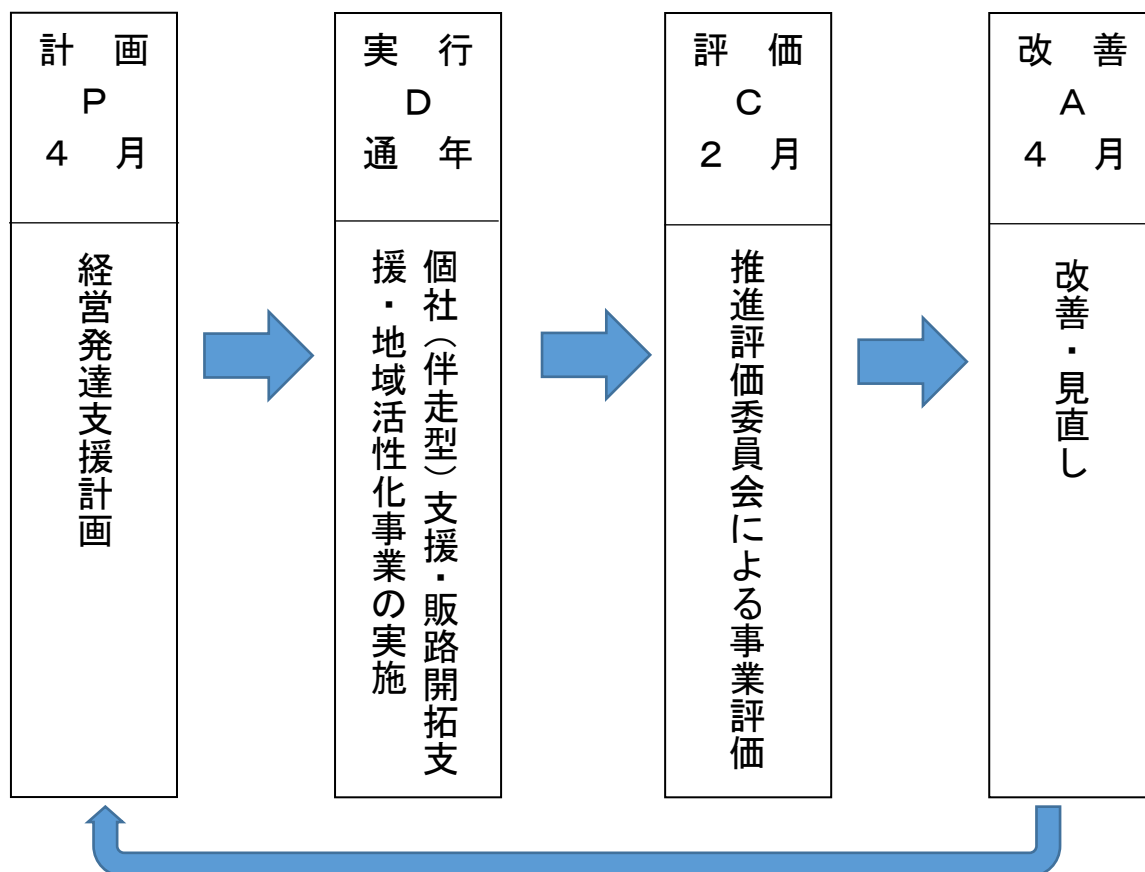 計　画
Ｐ
４　月
経営発達支援計画
実　行
Ｄ
通　年
個社（伴走型）支援・販路開拓支
援・地域活性化事業の実施
評　価
Ｃ
２　月
推進評価委員会による事業評価
改　善
Ａ
４　月
改善・見直し